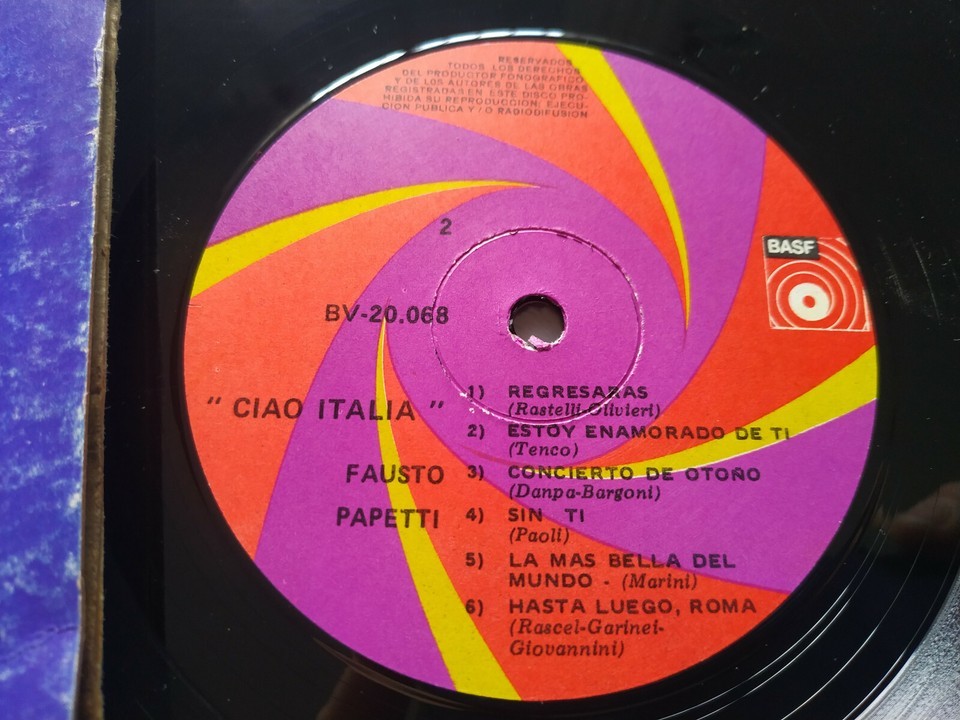 RESERVADOS
TODOS LOS DERECHOS
DEL PRODUCTOR FONOGRAFICO
Y DE LOS AUTORES DE LAS OBRAS
REGISTRADAS EN ESTE DISCO PRO-
HIBIDA SU REPRODUCCION; EJECU-
CION PUBLICA Y/O RADIODIFUSION
2
BASF
BV-20.068
" CIAO ITALIA "
FAUSTO
PAPETTI
1) REGRESARAS
(Rastelli-Olivieri)
2) ESTOY ENAMORADO DE TI
(Tenco)
3) CONCIERTO DE OTOÑO
(Danpa-Bargoni)
4) SIN TI
(Paoli)
5) LA MAS BELLA DEL
MUNDO - (Marini)
6) HASTA LUEGO, ROMA
(Rascel-Garinei-
Giovannini)